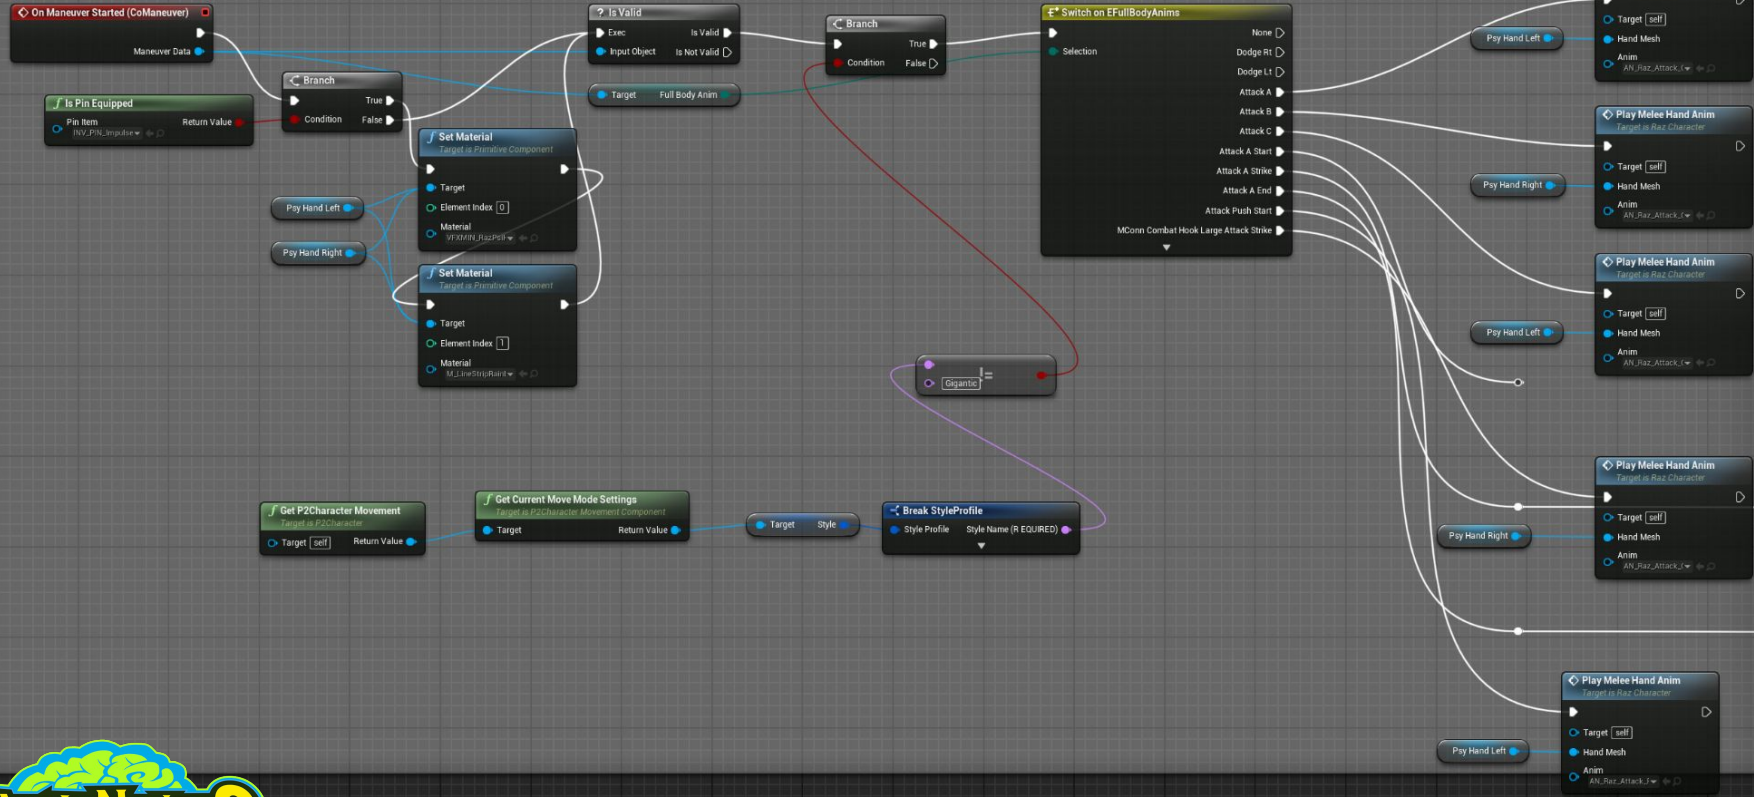 On Maneuver Started (CoManeuver)
Maneuver Data
Is Pin Equipped
Pin Item
INV_PIN_Impulse
Return Value
Branch
True
Condition
False
Set Material
Target is Primitive Component
Target
Element Index 0
Material
Psy Hand Left
Psy Hand Right
Set Material
Target is Primitive Component
Target
Element Index 1
Material
? Is Valid
Exec
Is Valid
Input Object
Is Not Valid
Target
Full Body Anim
Branch
True
Condition
False
Switch on EFullBodyAnims
Selection
None
Dodge Rt
Dodge Lt
Attack A
Attack B
Attack C
Attack A Start
Attack A Strike
Attack A End
Attack Push Start
MConn Combat Hook Large Attack Strike
Gigantic
!=
Get P2Character Movement
Target is P2Character
Target self
Return Value
Get Current Move Mode Settings
Target is P2Character Movement Component
Target
Return Value
Target
Style
Break StyleProfile
Style Profile
Style Name (R EQUIRED)
Target self
Psy Hand Left
Hand Mesh
Anim
Play Melee Hand Anim
Target is Raz Character
Target self
Psy Hand Right
Hand Mesh
Anim
Play Melee Hand Anim
Target is Raz Character
Target self
Psy Hand Left
Hand Mesh
Anim
Play Melee Hand Anim
Target is Raz Character
Target self
Psy Hand Right
Hand Mesh
Anim
Play Melee Hand Anim
Target is Raz Character
Target self
Psy Hand Left
Hand Mesh
Anim